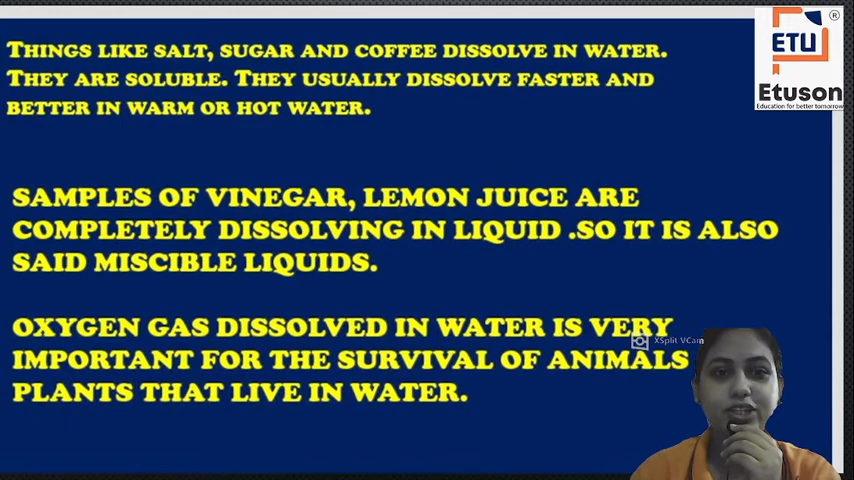 THINGS LIKE SALT, SUGAR AND COFFEE DISSOLVE IN WATER.
THEY ARE SOLUBLE. THEY USUALLY DISSOLVE FASTER AND
BETTER IN WARM OR HOT WATER.
SAMPLES OF VINEGAR, LEMON JUICE ARE
COMPLETELY DISSOLVING IN LIQUID .SO IT IS ALSO
SAID MISCIBLE LIQUIDS.
OXYGEN GAS DISSOLVED IN WATER IS VERY
IMPORTANT FOR THE SURVIVAL OF ANIMALS
PLANTS THAT LIVE IN WATER.
ETU
®
Etuson
Education for better tomorrow
XSplit VCam